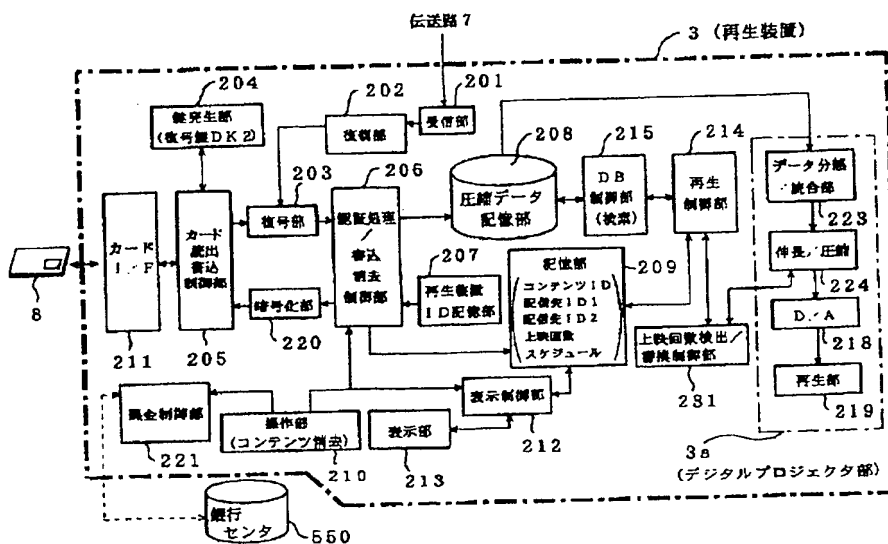 伝送路7
3(再生装置)
204
鍵発生部
(復号鍵DK2)
202
復調部
201
受信部
203
復号部
206
認証処理
/
書込
消去
制御部
208
圧縮データ
記憶部
215
DB
制御部
(検索)
214
再生
制御部
データ分離
/統合部
223
伸長/圧縮
224
D/A
218
再生部
219
3a
(デジタルプロジェクタ部)
8
カード
I/F
211
カード
読出
書込
制御部
205
暗号化部
220
207
再生装置
ID記憶部
209
記憶部
コンテンツID
配信先ID1
配信先ID2
上映回数
スケジュール
上映回数検出/
書換制御部
231
課金制御部
221
操作部
(コンテンツ消去)
210
表示部
213
表示制御部
212
銀行
センタ
550